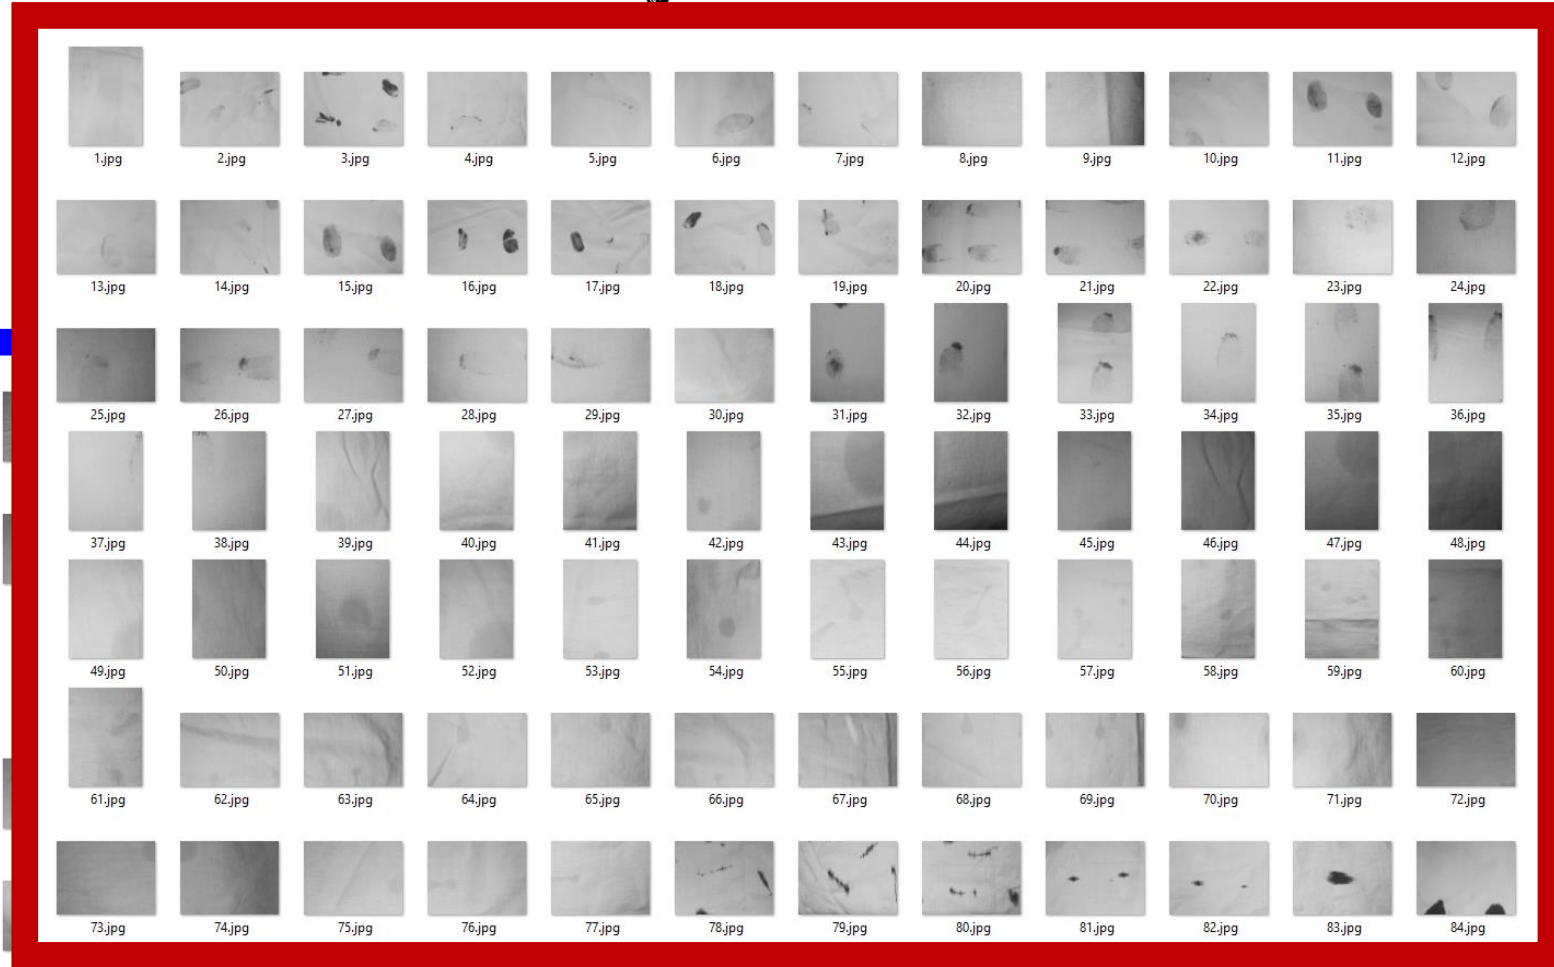 1.jpg 2.jpg 3.jpg 4.jpg 5.jpg 6.jpg 7.jpg 8.jpg 9.jpg 10.jpg 11.jpg 12.jpg
13.jpg 14.jpg 15.jpg 16.jpg 17.jpg 18.jpg 19.jpg 20.jpg 21.jpg 22.jpg 23.jpg 24.jpg
25.jpg 26.jpg 27.jpg 28.jpg 29.jpg 30.jpg 31.jpg 32.jpg 33.jpg 34.jpg 35.jpg 36.jpg
37.jpg 38.jpg 39.jpg 40.jpg 41.jpg 42.jpg 43.jpg 44.jpg 45.jpg 46.jpg 47.jpg 48.jpg
49.jpg 50.jpg 51.jpg 52.jpg 53.jpg 54.jpg 55.jpg 56.jpg 57.jpg 58.jpg 59.jpg 60.jpg
61.jpg 62.jpg 63.jpg 64.jpg 65.jpg 66.jpg 67.jpg 68.jpg 69.jpg 70.jpg 71.jpg 72.jpg
73.jpg 74.jpg 75.jpg 76.jpg 77.jpg 78.jpg 79.jpg 80.jpg 81.jpg 82.jpg 83.jpg 84.jpg